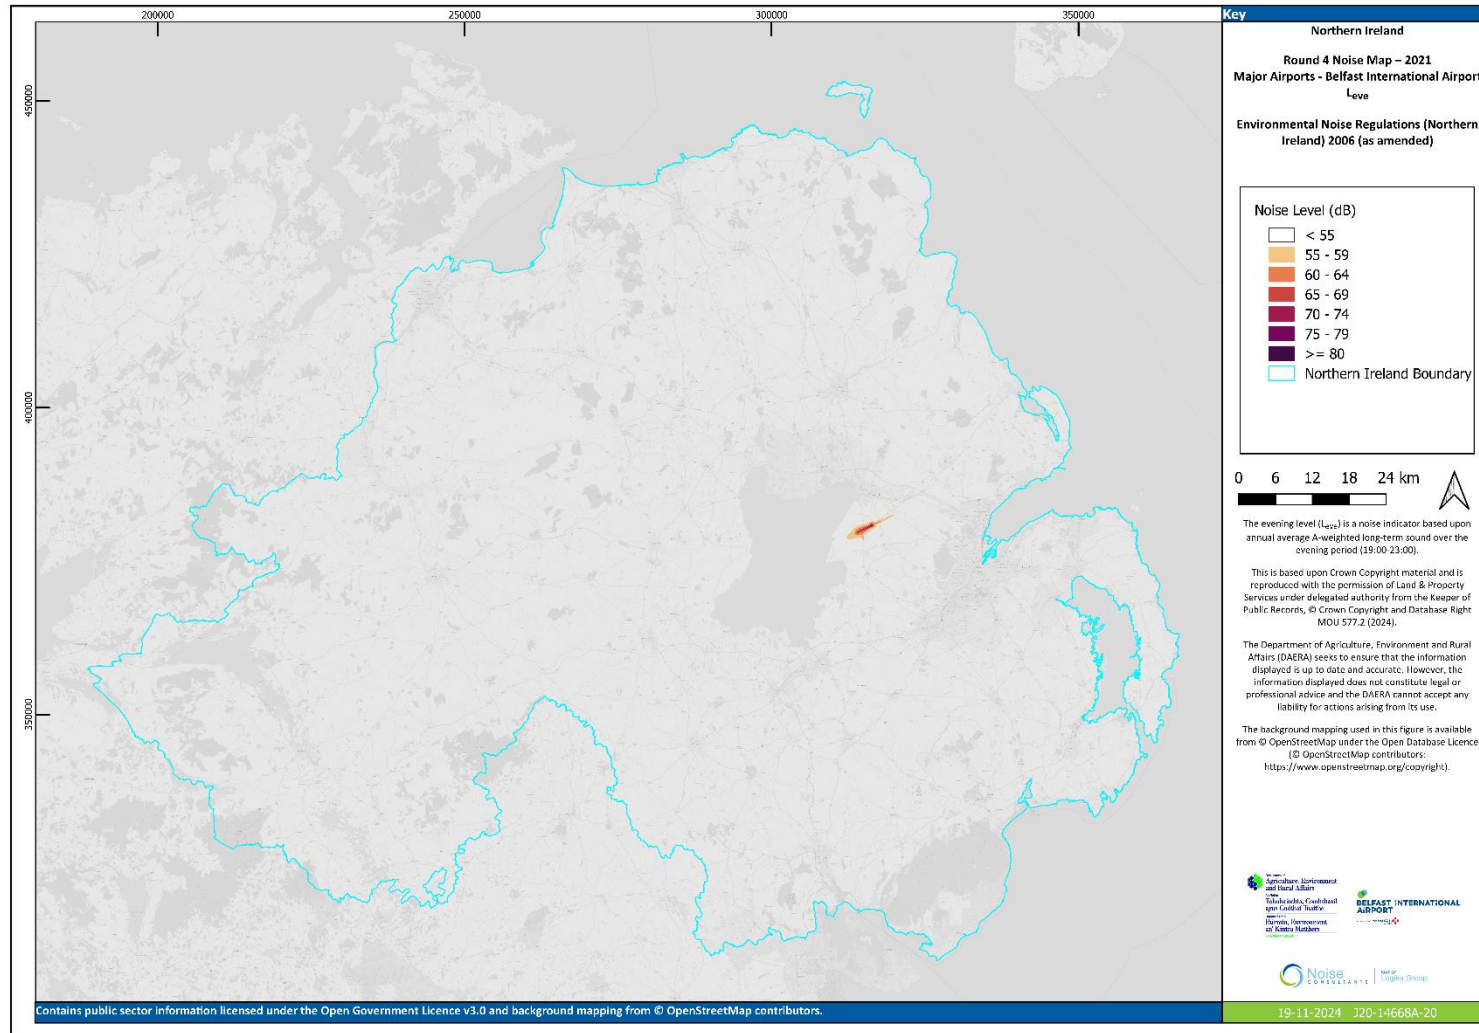 200000
250000
300000
350000
450000
400000
350000
Key
Northern Ireland
Round 4 Noise Map – 2021
Major Airports - Belfast International Airport
Leve
Environmental Noise Regulations (Northern
Ireland) 2006 (as amended)
Noise Level (dB)
< 55
55 - 59
60 - 64
65 - 69
70 - 74
75 - 79
>= 80
Northern Ireland Boundary
0 6 12 18 24 km
The evening level (Leve) is a noise indicator based upon
annual average A-weighted long-term sound over the
evening period (19:00-23:00).
This is based upon Crown Copyright material and is
reproduced with the permission of Land & Property
Services under delegated authority from the Keeper of
Public Records, © Crown Copyright and Database Right
MOU 577.2 (2024).
The Department of Agriculture, Environment and Rural
Affairs (DAERA) seeks to ensure that the information
displayed is up to date and accurate. However, the
information displayed does not constitute legal or
professional advice and the DAERA cannot accept any
liability for actions arising from its use.
The background mapping used in this figure is available
from © OpenStreetMap under the Open Database Licence
(© OpenStreetMap contributors:
https://www.openstreetmap.org/copyright).
Agriculture, Environment
and Rural Affairs
BELFAST INTERNATIONAL
AIRPORT
Noise
CONSULTANTS
PART OF
Logika Group
Contains public sector information licensed under the Open Government Licence v3.0 and background mapping from © OpenStreetMap contributors.
19-11-2024 J20-14668A-20